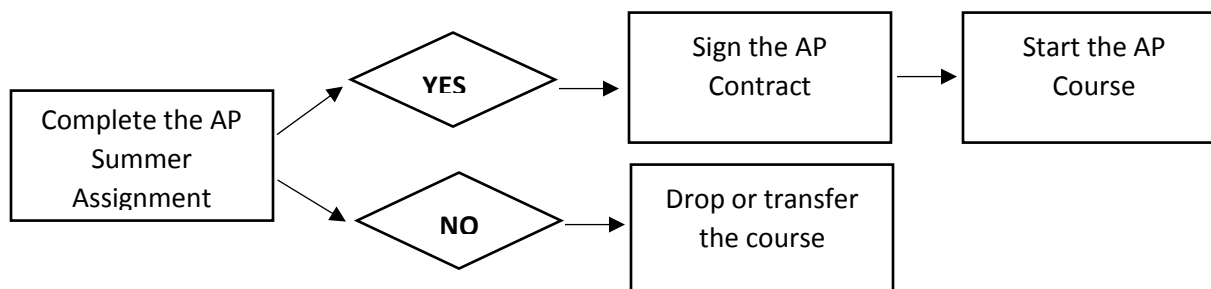 Complete the AP
Summer
Assignment
YES
Sign the AP
Contract
Start the AP
Course
NO
Drop or transfer
the course